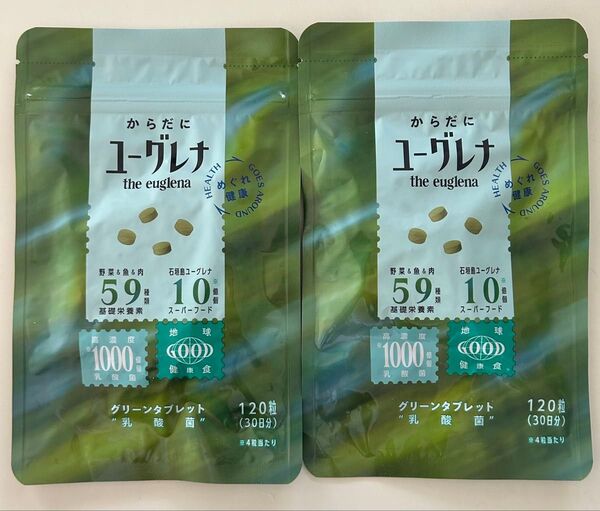 からだに
ユーグレナ
the euglena
HEALTH GOES AROUND
めぐれ
健康
野菜&魚&肉
59種類
基礎栄養素
石垣島ユーグレナ
10億個※
スーパーフード
高濃度
※1000億個
乳酸菌
地球
GOOD
健康食
グリーンタブレット
"乳酸菌"
120粒
(30日分)
※4粒当たり
からだに
ユーグレナ
the euglena
HEALTH GOES AROUND
めぐれ
健康
野菜&魚&肉
59種類
基礎栄養素
石垣島ユーグレナ
10億個※
スーパーフード
高濃度
※1000億個
乳酸菌
地球
GOOD
健康食
グリーンタブレット
"乳酸菌"
120粒
(30日分)
※4粒当たり